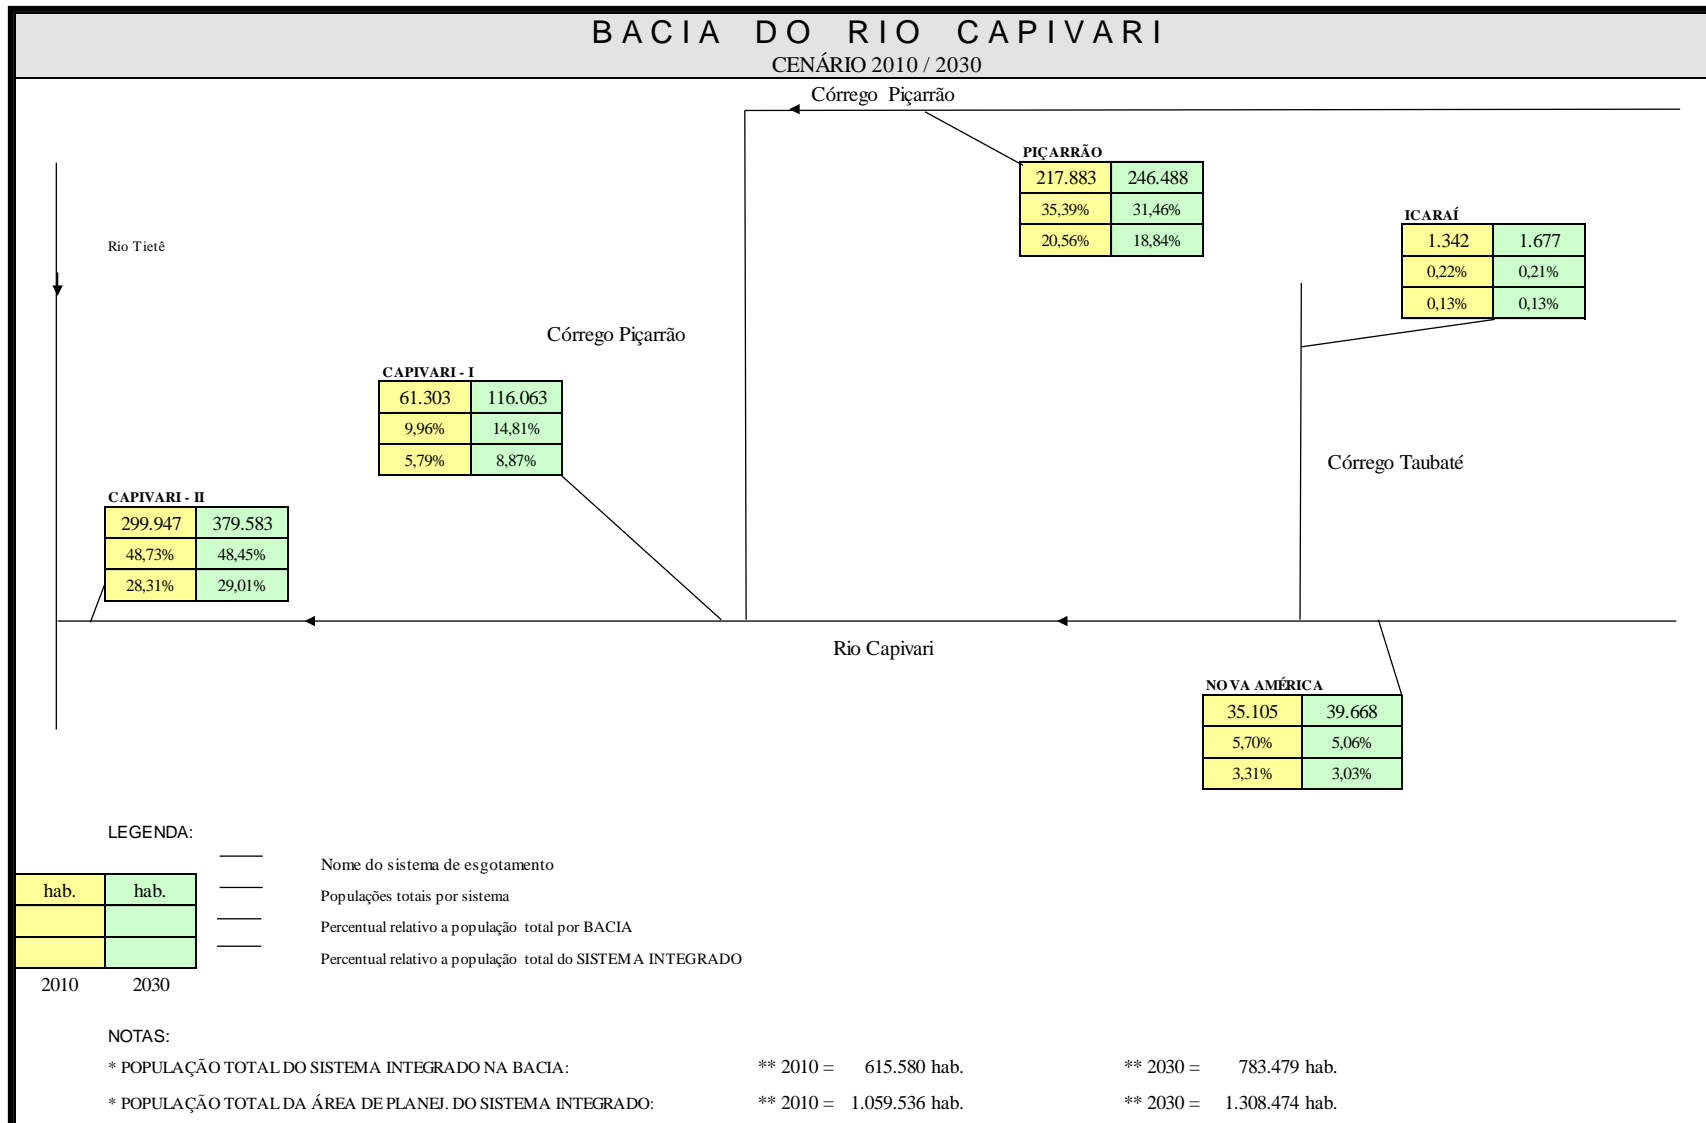 BACIA DO RIO CAPIVARI
CENÁRIO 2010 / 2030
Córrego Piçarrão
PIÇARRÃO
217.883 246.488
35,39% 31,46%
20,56% 18,84%
ICARAÍ
1.342 1.677
0,22% 0,21%
0,13% 0,13%
Rio Tietê
Córrego Piçarrão
CAPIVARI - I
61.303 116.063
9,96% 14,81%
5,79% 8,87%
Córrego Taubaté
CAPIVARI - II
299.947 379.583
48,73% 48,45%
28,31% 29,01%
Rio Capivari
NOVA AMÉRICA
35.105 39.668
5,70% 5,06%
3,31% 3,03%
LEGENDA:
Nome do sistema de esgotamento
hab. hab. Populações totais por sistema
Percentual relativo a população total por BACIA
Percentual relativo a população total do SISTEMA INTEGRADO
2010 2030
NOTAS:
* POPULAÇÃO TOTAL DO SISTEMA INTEGRADO NA BACIA: ** 2010 = 615.580 hab. ** 2030 = 783.479 hab.
* POPULAÇÃO TOTAL DA ÁREA DE PLANEJ. DO SISTEMA INTEGRADO: ** 2010 = 1.059.536 hab. ** 2030 = 1.308.474 hab.